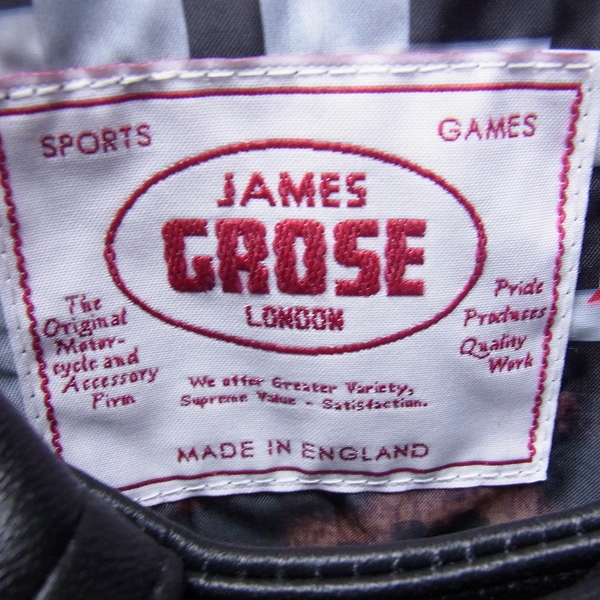 SPORTS
GAMES
JAMES
GROSE
LONDON
The
Original
Motor-
cycle and
Accessory
Firm
Pride
Produces
Quality
Work
We offer Greater Variety,
Supreme Value - Satisfaction.
MADE IN ENGLAND